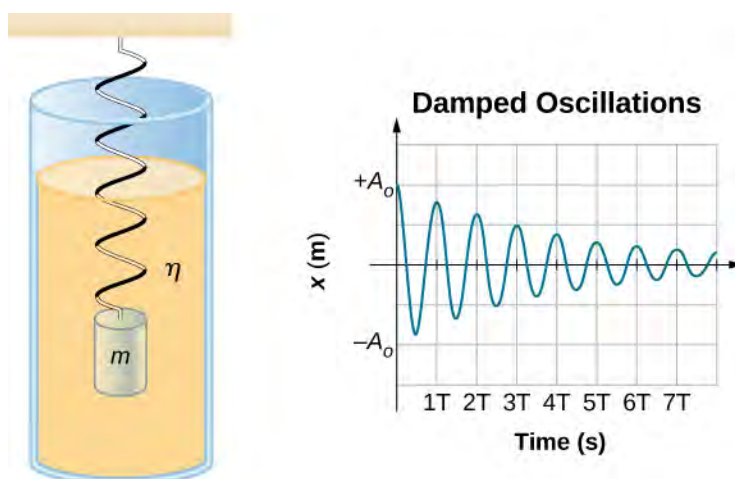 η
m
Damped Oscillations
+Aₒ
x (m)
–Aₒ
1T 2T 3T 4T 5T 6T 7T
Time (s)